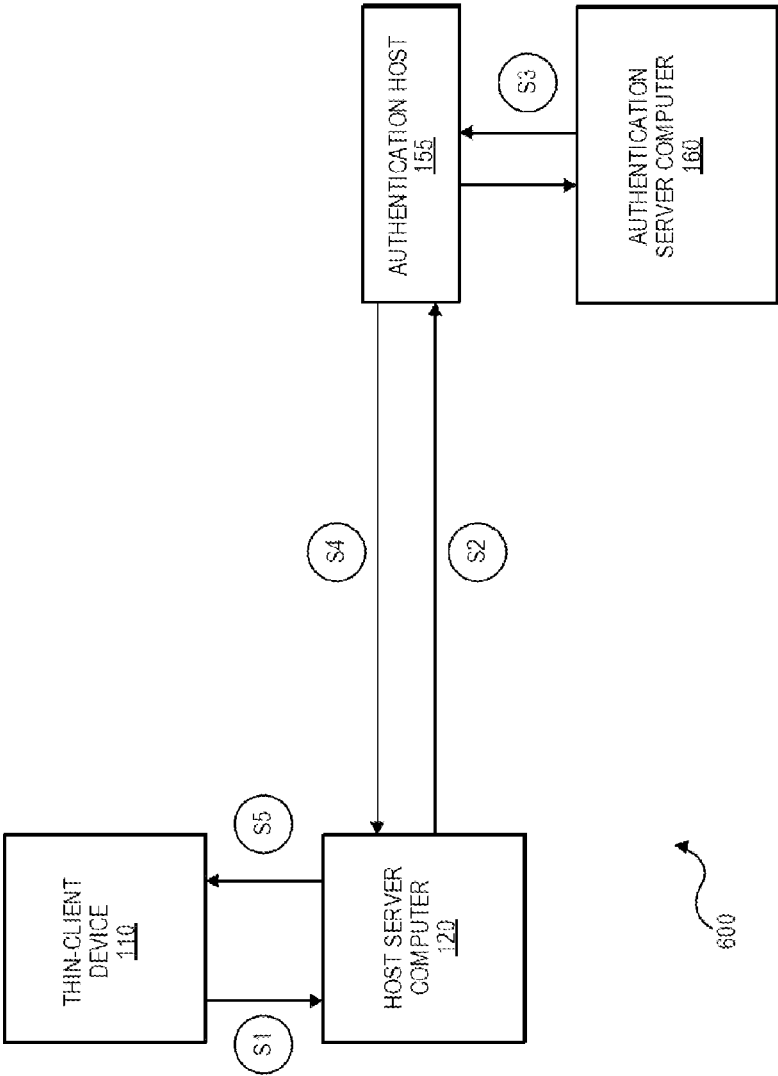 THIN-CLIENT
DEVICE
110
S1
S5
HOST SERVER
COMPUTER
120
S4
S2
AUTHENTICATION HOST
155
S3
AUTHENTICATION
SERVER COMPUTER
160
600